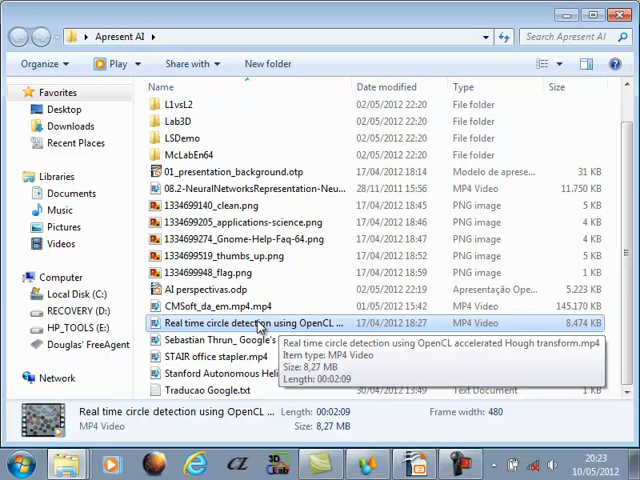 Apresent AI
Search Apresent AI
Organize Play Share with New folder
Name Date modified Type Size
Favorites
Desktop
Downloads
Recent Places
Libraries
Documents
Music
Pictures
Videos
Computer
Local Disk (C:)
RECOVERY (D:)
HP_TOOLS (E:)
Douglas' FreeAgent
Network
L1vsL2 02/05/2012 22:20 File folder
Lab3D 02/05/2012 22:20 File folder
LSDemo 02/05/2012 22:20 File folder
McLabEn64 02/05/2012 22:20 File folder
01_presentation_background.otp 17/04/2012 18:14 Modelo de aprese... 31 KB
08.2-NeuralNetworksRepresentation-Neu... 28/11/2011 15:56 MP4 Video 11.750 KB
1334699140_clean.png 17/04/2012 18:45 PNG image 5 KB
1334699205_applications-science.png 17/04/2012 18:46 PNG image 4 KB
1334699274_Gnome-Help-Faq-64.png 17/04/2012 18:47 PNG image 4 KB
1334699519_thumbs_up.png 17/04/2012 18:51 PNG image 4 KB
1334699948_flag.png 17/04/2012 18:59 PNG image 1 KB
AI perspectivas.odp 02/05/2012 22:21 Apresentação Ope... 5.223 KB
CMSoft_da_em.mp4.mp4 01/05/2012 15:42 MP4 Video 145.170 KB
Real time circle detection using OpenCL ... 17/04/2012 18:27 MP4 Video 8.474 KB
Sebastian Thrun_ Google's
STAIR office stapler.mp4
Stanford Autonomous Heli
Traducao Google.txt 10/05/2012 20:21 Text Document 1 KB
Real time circle detection using OpenCL accelerated Hough transform.mp4
Item type: MP4 Video
Size: 8,27 MB
Length: 00:02:09
Real time circle detection using OpenCL ... Length: 00:02:09 Frame width: 480
MP4 Video Size: 8,27 MB
20:23
10/05/2012